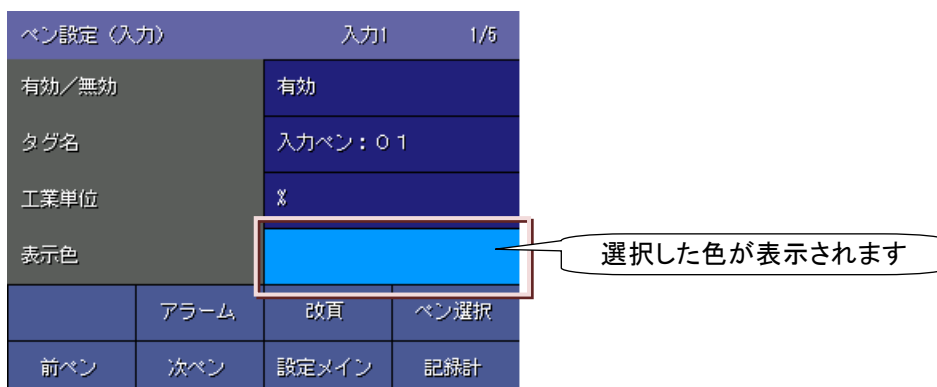 ペン設定（入力） 入力1 1/5
有効／無効 有効
タグ名 入力ペン：０１
工業単位 %
表示色
選択した色が表示されます
アラーム 改頁 ペン選択
前ペン 次ペン 設定メイン 記録計